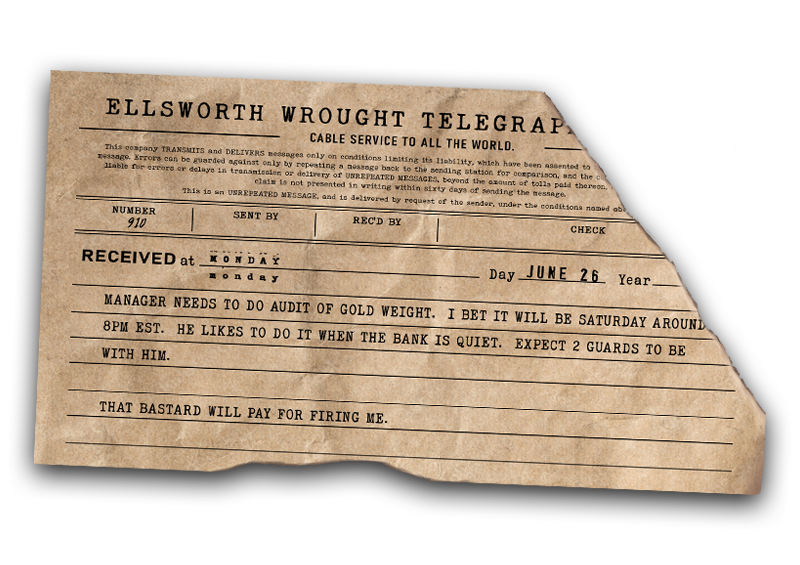 ELLSWORTH WROUGHT TELEGRAP
CABLE SERVICE TO ALL THE WORLD.
This company TRANSMITS and DELIVERS messages only on conditions limiting its liability, which have been assented to
message. Errors can be guarded against only by repeating a message back to the sending station for comparison, and the c
liable for errors or delays in transmission or delivery of UNREPEATED MESSAGES, beyond the amount of tolls paid thereon,
claim is not presented in writing within sixty days of sending the message.
This is an UNREPEATED MESSAGE, and is delivered by request of the sender, under the conditions named abo
NUMBER SENT BY REC'D BY CHECK
910
RECEIVED at MONDAY Day JUNE 26 Year
monday
MANAGER NEEDS TO DO AUDIT OF GOLD WEIGHT. I BET IT WILL BE SATURDAY AROUND
8PM EST. HE LIKES TO DO IT WHEN THE BANK IS QUIET. EXPECT 2 GUARDS TO BE
WITH HIM.
THAT BASTARD WILL PAY FOR FIRING ME.